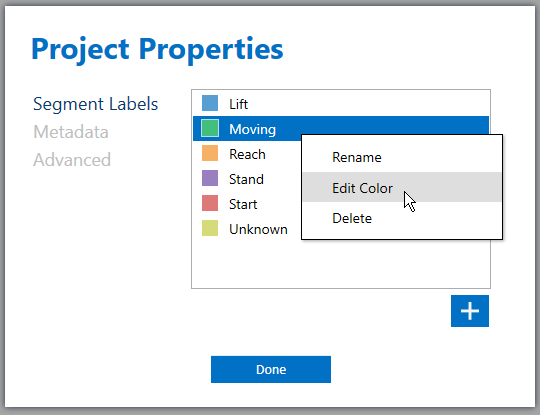 Project Properties
Segment Labels
Metadata
Advanced
Lift
Moving
Reach
Stand
Start
Unknown
Rename
Edit Color
Delete
Done